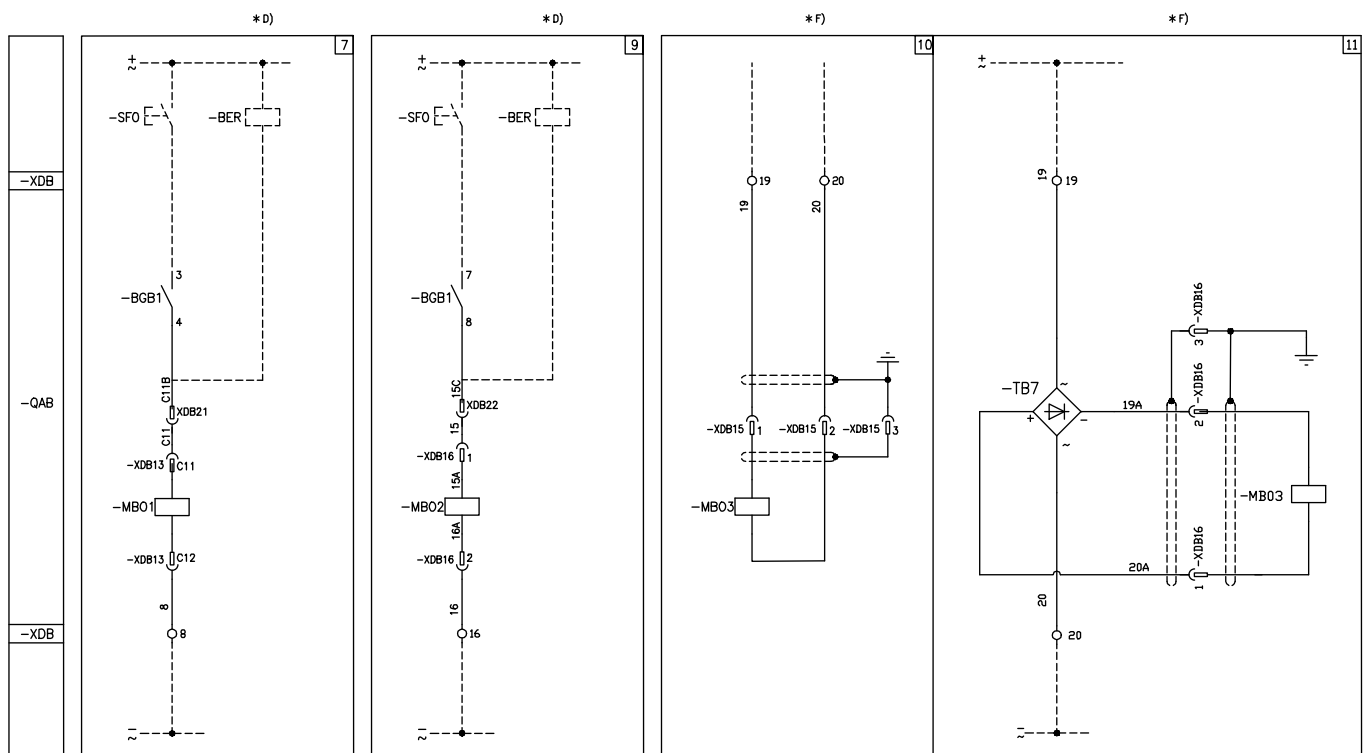 *D)
*D)
*F)
*F)
7
9
10
11
+
~
+
~
+
~
-SFO
-BER
-SFO
-BER
-XDB
19
20
19
19
19
20
3
-BGB1
4
7
-BGB1
8
-XDB16
3
C11B
15C
-QAB
XDB21
XDB22
-TB7
~
+
-
~
19A
-XDB16
2
C11
15
-XDB15
1
-XDB15
2
-XDB15
3
-XDB13
C11
-XDB16
1
15A
-MBO1
-MBO2
-MBO3
-MB03
16A
-XDB13
C12
-XDB16
2
-XDB16
20A
1
8
16
20
-XDB
8
16
20
-
~
-
~
-
~